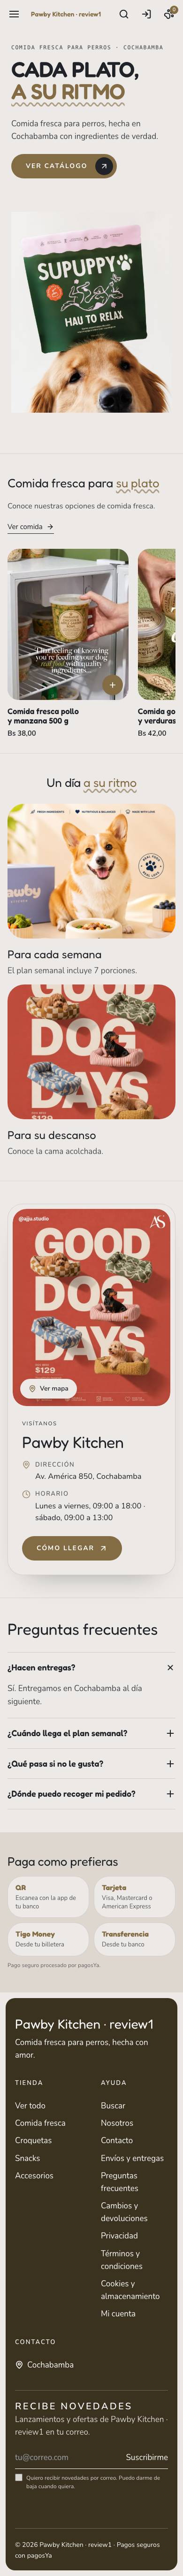 Pawby Kitchen · review1
0
COMIDA FRESCA PARA PERROS · COCHABAMBA
CADA PLATO,
A SU RITMO
Comida fresca para perros, hecha en
Cochabamba con ingredientes de verdad.
VER CATÁLOGO
SUPUPPY
HAU TO RELAX
Comida fresca para su plato
Conoce nuestras opciones de comida fresca.
Ver comida
That feeling of knowing
you're feeding your dog
real food with quality
ingredients...
Comida fresca pollo
y manzana 500 g
Bs 38,00
Comida go
y verduras
Bs 42,00
Un día a su ritmo
PAWBY
Para cada semana
El plan semanal incluye 7 porciones.
GOOD
DOG
DAYS
$129
Para su descanso
Conoce la cama acolchada.
@ajju.studio
AS
GOOD
DOG
DAYS
$129
Ver mapa
VISÍTANOS
Pawby Kitchen
DIRECCIÓN
Av. América 850, Cochabamba
HORARIO
Lunes a viernes, 09:00 a 18:00 ·
sábado, 09:00 a 13:00
CÓMO LLEGAR
Preguntas frecuentes
¿Hacen entregas?
Sí. Entregamos en Cochabamba al día
siguiente.
¿Cuándo llega el plan semanal?
¿Qué pasa si no le gusta?
¿Dónde puedo recoger mi pedido?
Paga como prefieras
QR
Escanea con la app de
tu banco
Tarjeta
Visa, Mastercard o
American Express
Tigo Money
Desde tu billetera
Transferencia
Desde tu banco
Pago seguro procesado por pagosYa.
Pawby Kitchen · review1
Comida fresca para perros, hecha con
amor.
TIENDA
Ver todo
Comida fresca
Croquetas
Snacks
Accesorios
AYUDA
Buscar
Nosotros
Contacto
Envíos y entregas
Preguntas
frecuentes
Cambios y
devoluciones
Privacidad
Términos y
condiciones
Cookies y
almacenamiento
Mi cuenta
CONTACTO
Cochabamba
RECIBE NOVEDADES
Lanzamientos y ofertas de Pawby Kitchen ·
review1 en tu correo.
tu@correo.com
Suscribirme
Quiero recibir novedades por correo. Puedo darme de
baja cuando quiera.
© 2026 Pawby Kitchen · review1 · Pagos seguros
con pagosYa